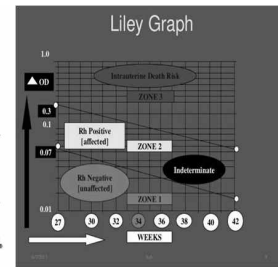 Liley Graph
1.0
Intrauterine Death Risk
▲ OD
ZONE 3
0.3
0.1
Rh Positive
[affected]
ZONE 2
0.07
Indeterminate
Rh Negative
[unaffected]
ZONE 1
0.01
27 30 32 34 36 38 40 42
WEEKS